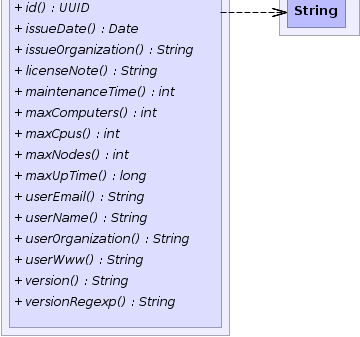 + id() : UUID
+ issueDate() : Date
+ issueOrganization() : String
+ licenseNote() : String
+ maintenanceTime() : int
+ maxComputers() : int
+ maxCpus() : int
+ maxNodes() : int
+ maxUpTime() : long
+ userEmail() : String
+ userName() : String
+ userOrganization() : String
+ userWww() : String
+ version() : String
+ versionRegexp() : String
String